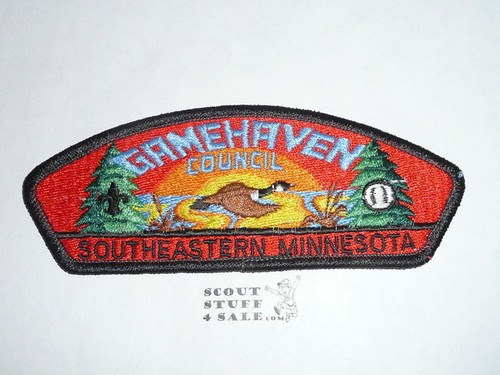 GAMEHAVEN
COUNCIL
SOUTHEASTERN MINNESOTA
SCOUT
STUFF
4 SALE.COM